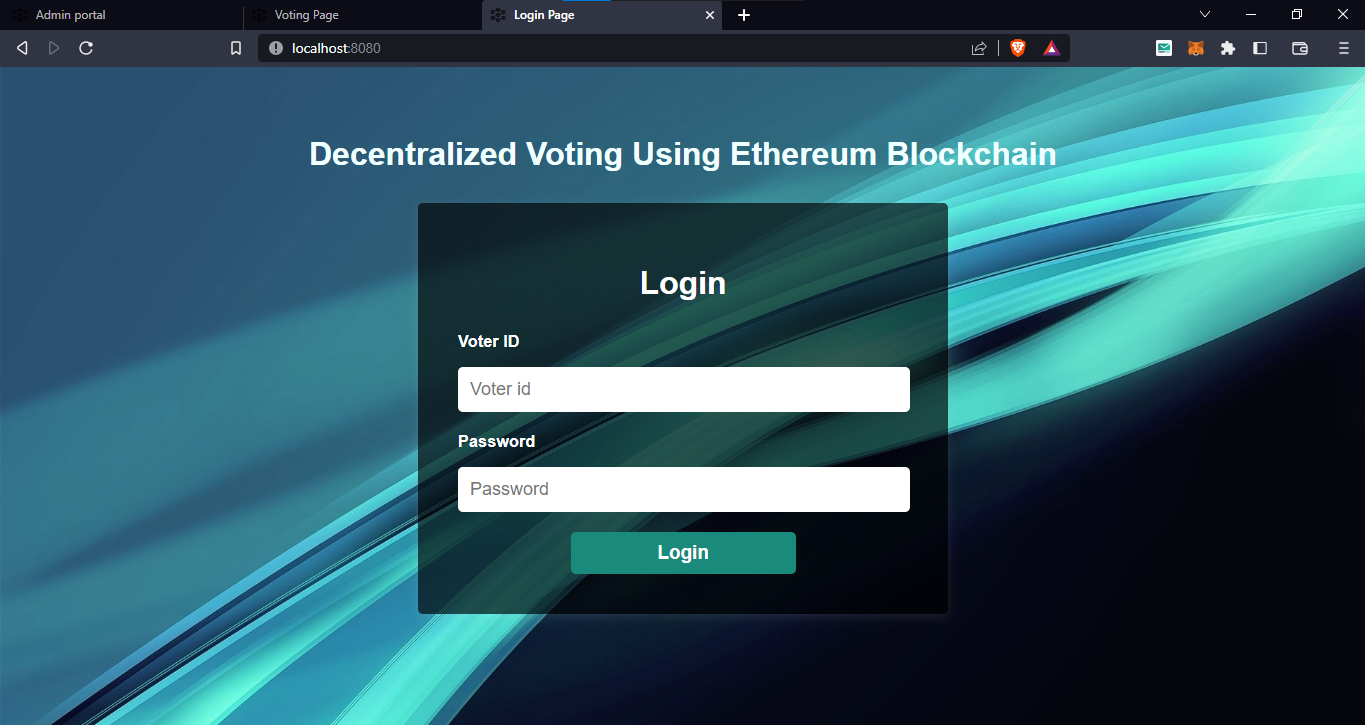 Admin portal
Voting Page
Login Page
localhost:8080
Decentralized Voting Using Ethereum Blockchain
Login
Voter ID
Voter id
Password
Password
Login